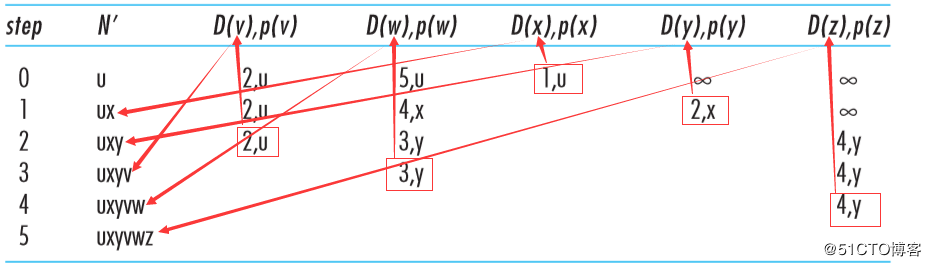 step N′ D(v),p(v) D(w),p(w) D(x),p(x) D(y),p(y) D(z),p(z)
0 u 2,u 5,u 1,u ∞ ∞
1 ux 2,u 4,x 2,x ∞
2 uxy 2,u 3,y 4,y
3 uxyv 3,y 4,y
4 uxyvw 4,y
5 uxyvwz
@51CTO博客